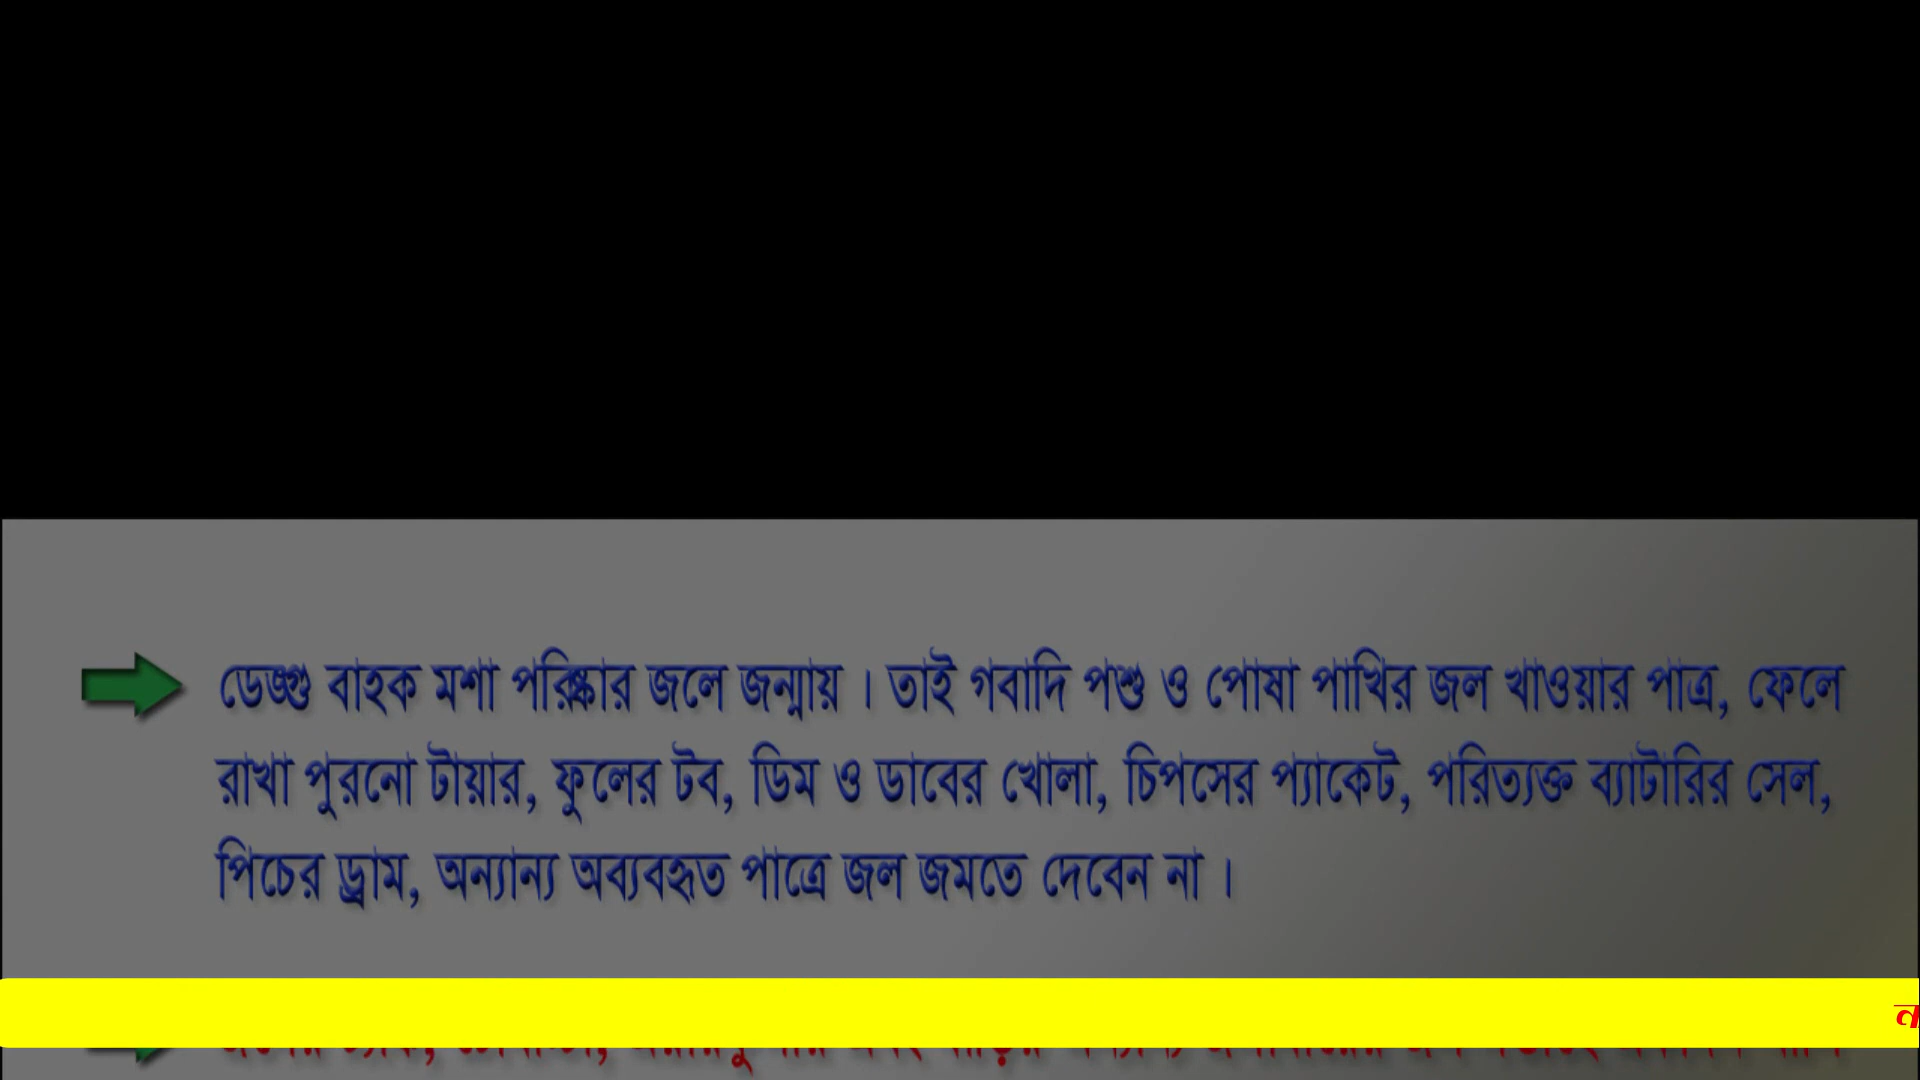 ডেঙ্গু বাহক মশা পরিষ্কার জলে জন্মায় । তাই গবাদি পশু ও পোষা পাখির জল খাওয়ার পাত্র, ফেলে
রাখা পুরনো টায়ার, ফুলের টব, ডিম ও ডাবের খোলা, চিপসের প্যাকেট, পরিত্যক্ত ব্যাটারির সেল,
পিচের ড্রাম, অন্যান্য অব্যবহৃত পাত্রে জল জমতে দেবেন না ।